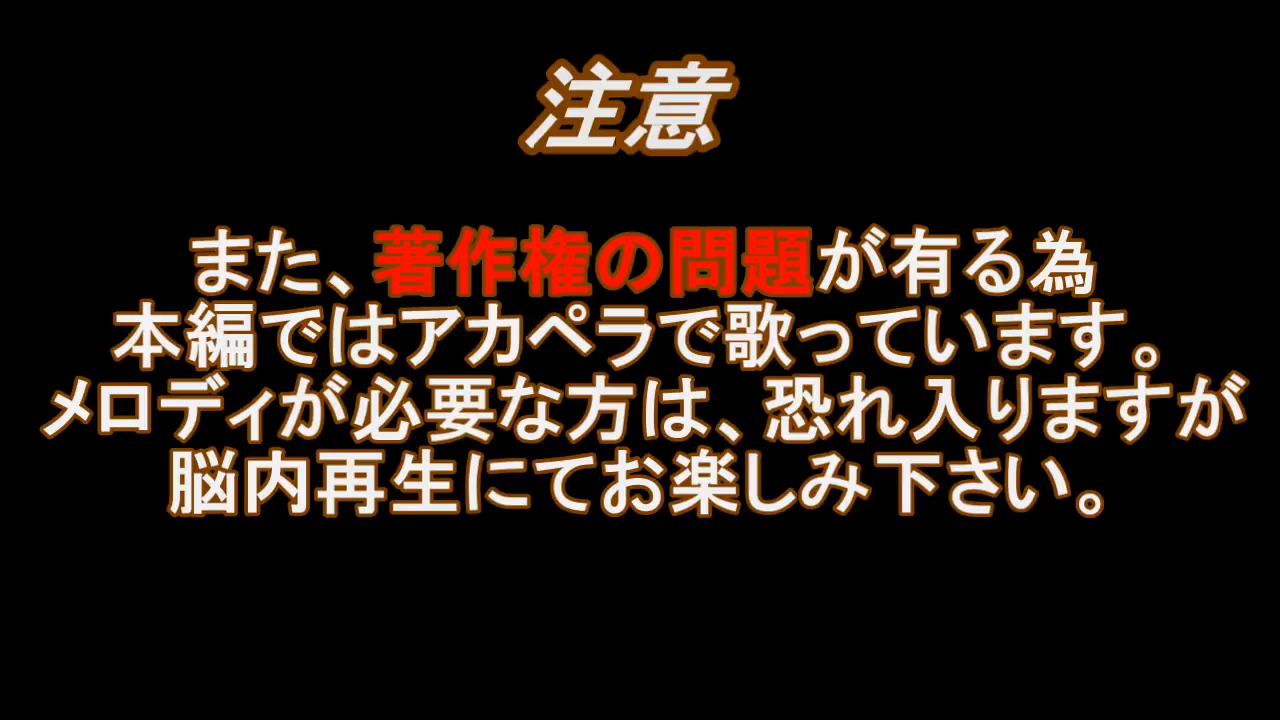 注意
また、著作権の問題が有る為
本編ではアカペラで歌っています。
メロディが必要な方は、恐れ入りますが
脳内再生にてお楽しみ下さい。